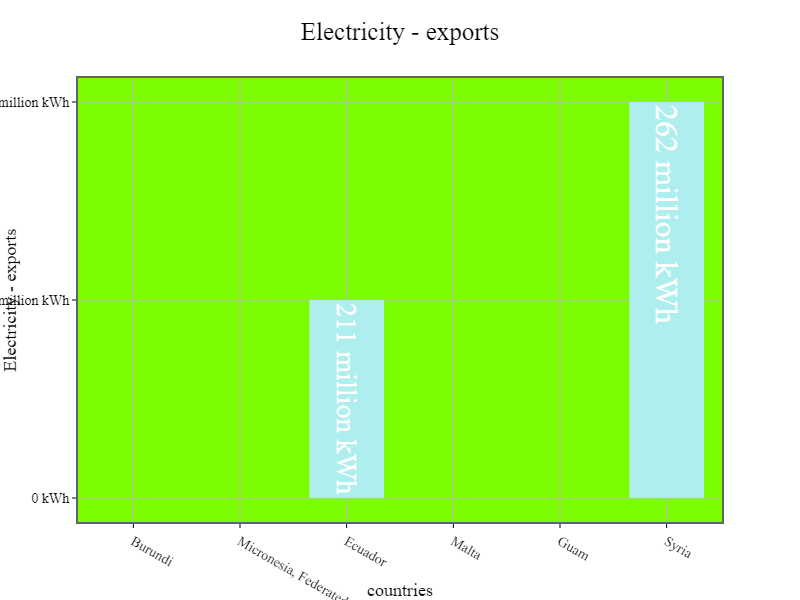 Electricity - exports
million kWh
million kWh
0 kWh
Electricity - exports
262 million kWh
211 million kWh
Burundi
Micronesia, Federated
Ecuador
Malta
Guam
Syria
countries